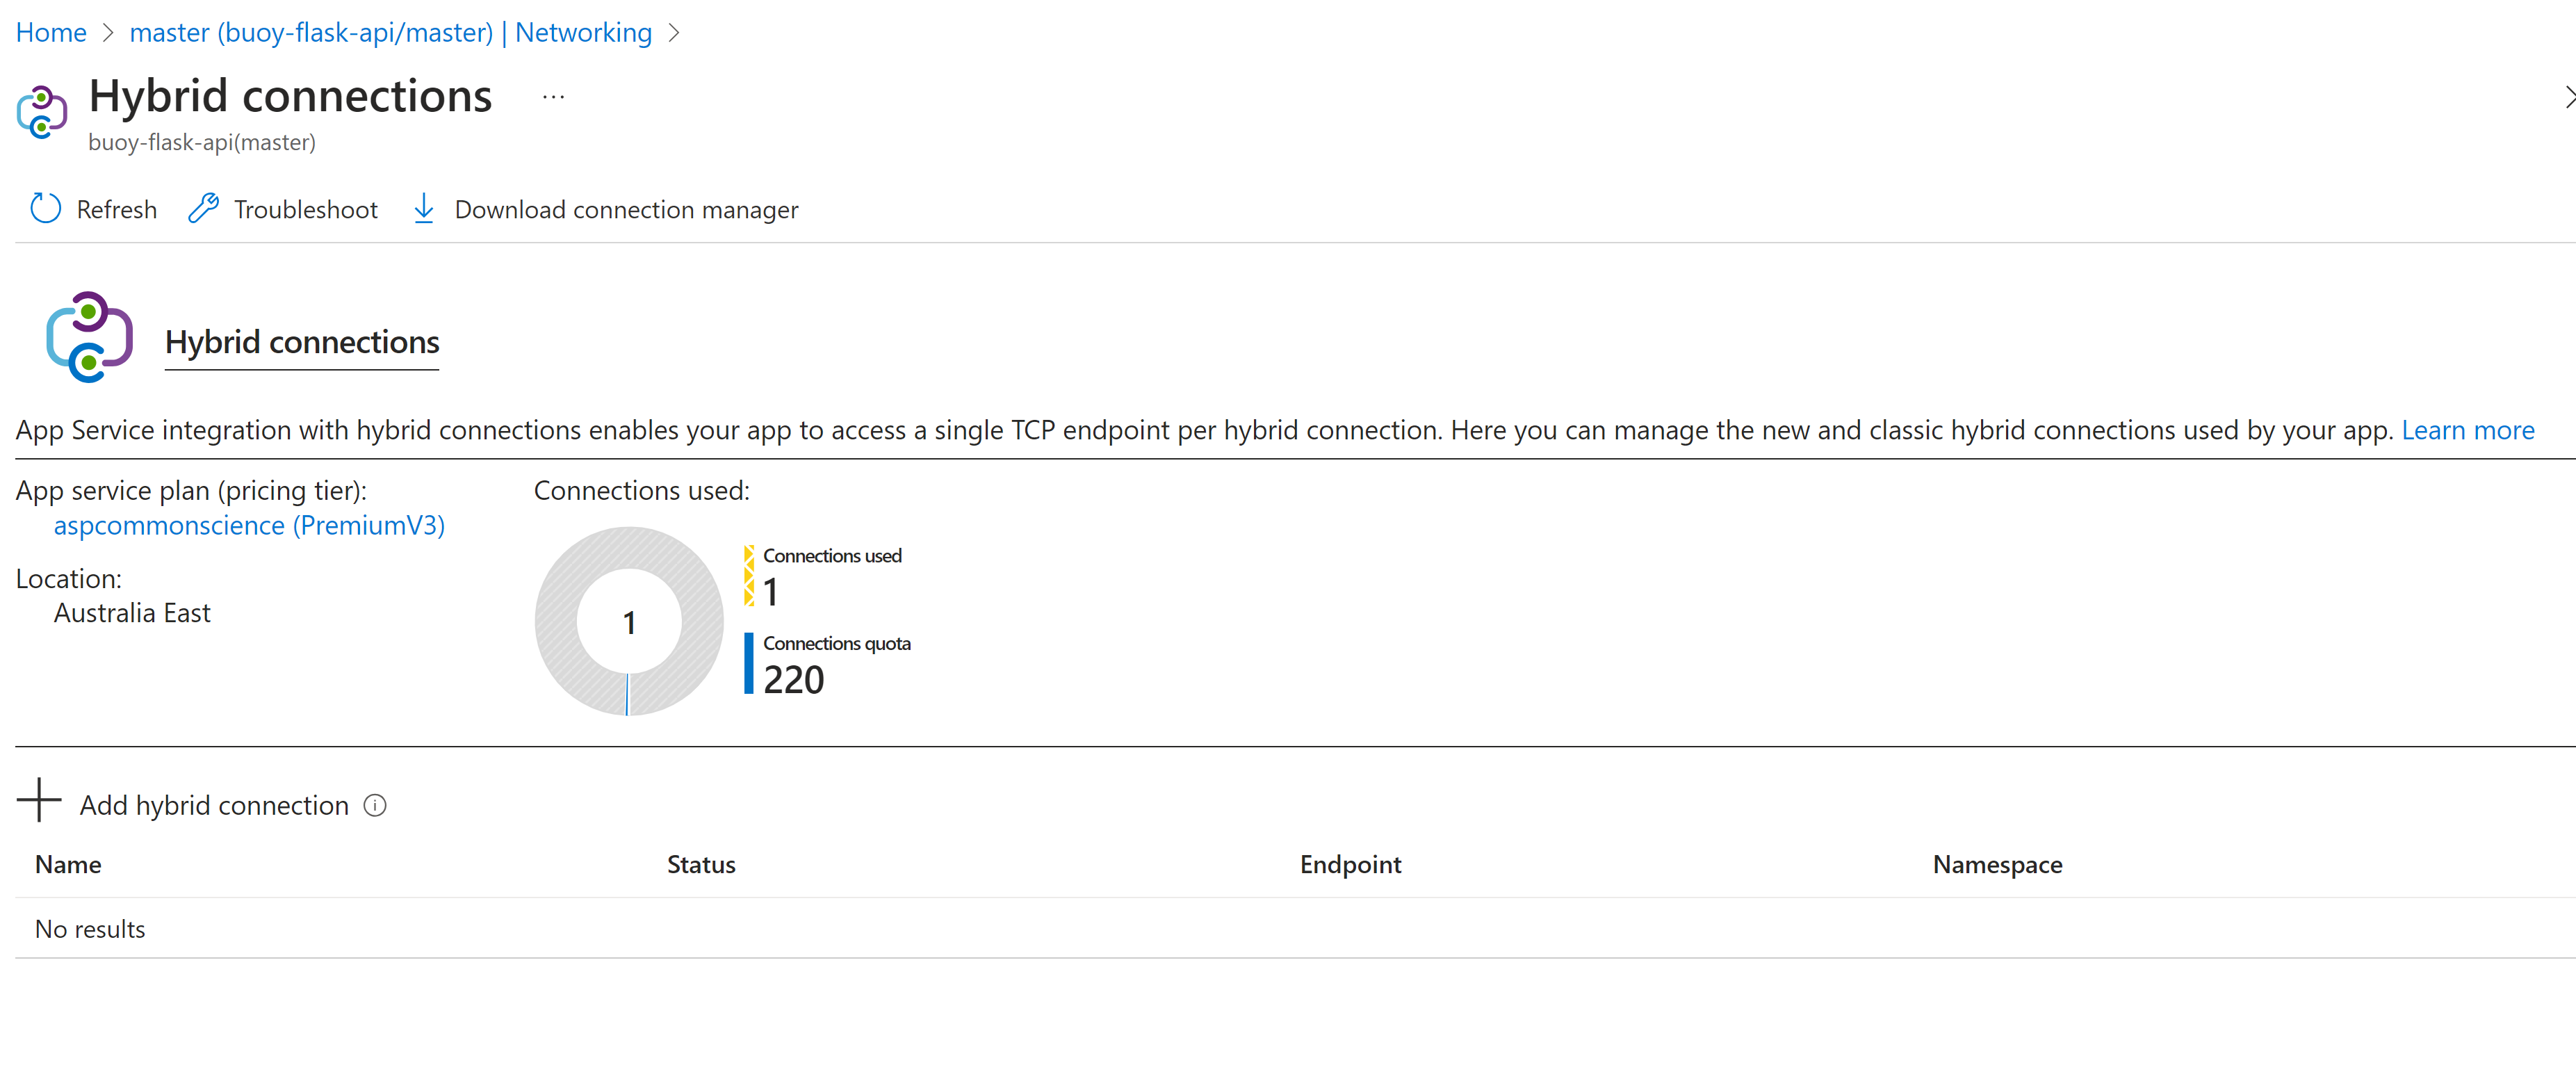 Home > master (buoy-flask-api/master) | Networking >
Hybrid connections ...
buoy-flask-api(master)
Refresh Troubleshoot Download connection manager
Hybrid connections
App Service integration with hybrid connections enables your app to access a single TCP endpoint per hybrid connection. Here you can manage the new and classic hybrid connections used by your app. Learn more
App service plan (pricing tier): Connections used:
aspcommonscience (PremiumV3)
Location:
Australia East
1
Connections used
1
Connections quota
220
Add hybrid connection
Name Status Endpoint Namespace
No results